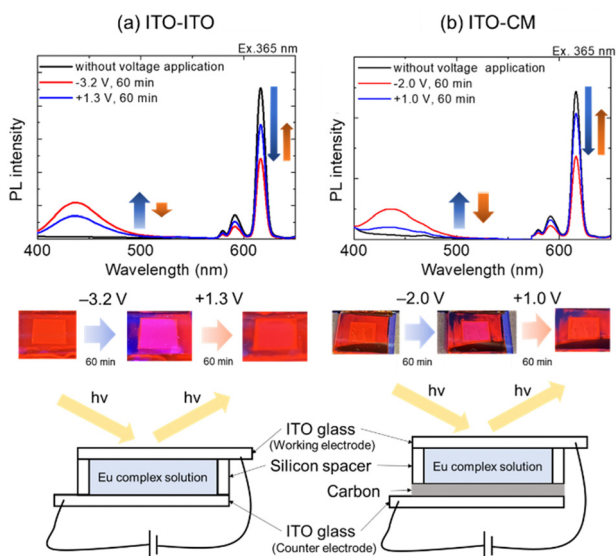 (a) ITO-ITO
Ex.365 nm
without voltage application
-3.2 V, 60 min
+1.3 V, 60 min
PL intensity
400
500
600
Wavelength (nm)
(b) ITO-CM
Ex. 365 nm
without voltage application
-2.0 V, 60 min
+1.0 V, 60 min
PL intensity
400
500
600
Wavelength (nm)
–3.2 V
+1.3 V
60 min
60 min
–2.0 V
+1.0 V
60 min
60 min
hv
hv
hv
hv
ITO glass
(Working electrode)
Silicon spacer
Carbon
ITO glass
(Counter electrode)
Eu complex solution
Eu complex solution